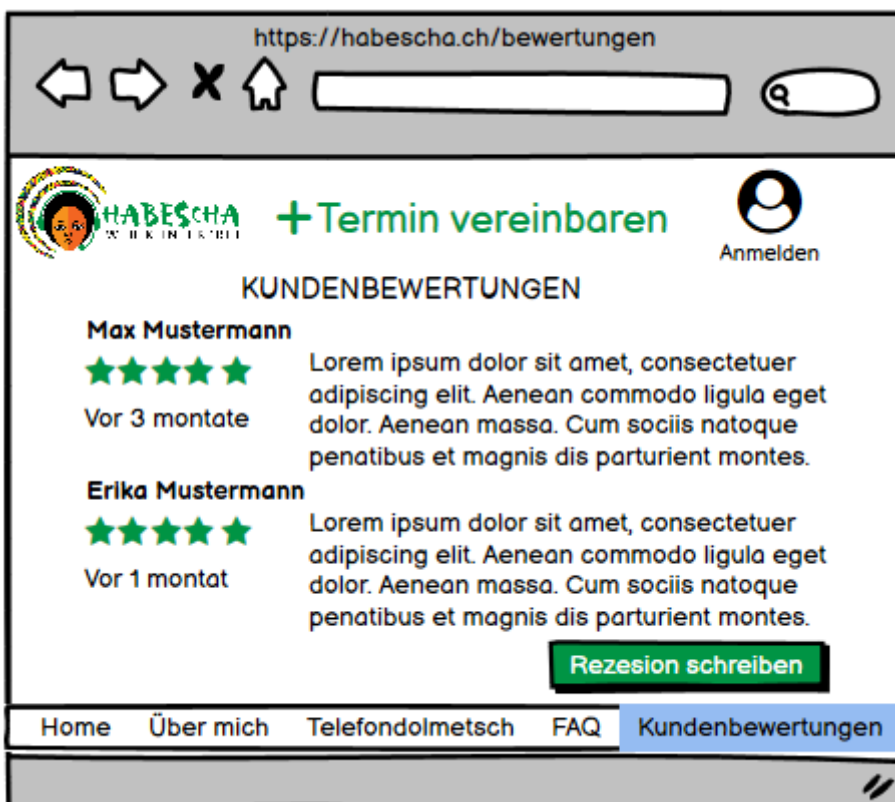 https://habescha.ch/bewertungen
HABESCHA
+Termin vereinbaren
Anmelden
KUNDENBEWERTUNGEN
Max Mustermann
Lorem ipsum dolor sit amet, consectetuer
adipiscing elit. Aenean commodo ligula eget
Vor 3 montate
dolor. Aenean massa. Cum sociis natoque
penatibus et magnis dis parturient montes.
Erika Mustermann
Lorem ipsum dolor sit amet, consectetuer
adipiscing elit. Aenean commodo ligula eget
Vor 1 montat
dolor. Aenean massa. Cum sociis natoque
penatibus et magnis dis parturient montes.
Rezesion schreiben
Home Über mich Telefondolmetsch FAQ Kundenbewertungen